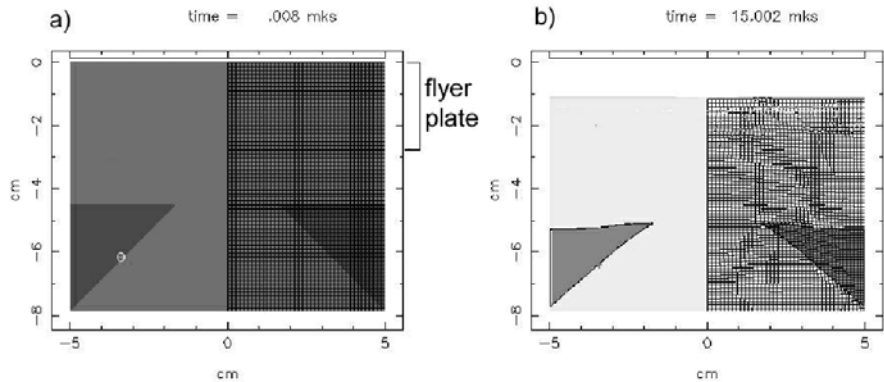 a)
time = .008 mks
b)
time = 15.002 mks
0
-2
-4
-6
-8
cm
-5
0
5
cm
flyer
plate
0
-2
-4
-6
-8
cm
-5
0
5
cm